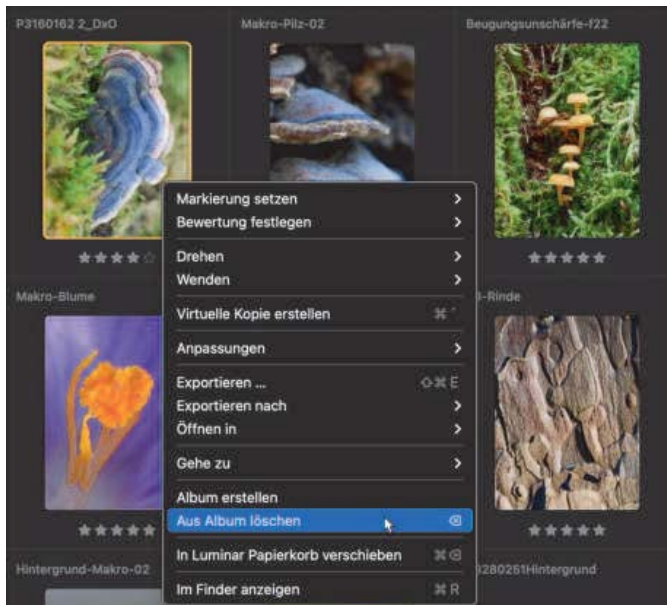 P3160162 2_DxO
Makro-Pilz-02
Beugungsunschärfe-f22
Markierung setzen
Bewertung festlegen
Drehen
Wenden
Virtuelle Kopie erstellen ⌘ ´
Anpassungen
Exportieren ... ⇧⌘E
Exportieren nach
Öffnen in
Gehe zu
Album erstellen
Aus Album löschen ⌫
In Luminar Papierkorb verschieben ⌘⌫
Im Finder anzeigen ⌘R
Makro-Blume
-Rinde
Hintergrund-Makro-02
280251Hintergrund